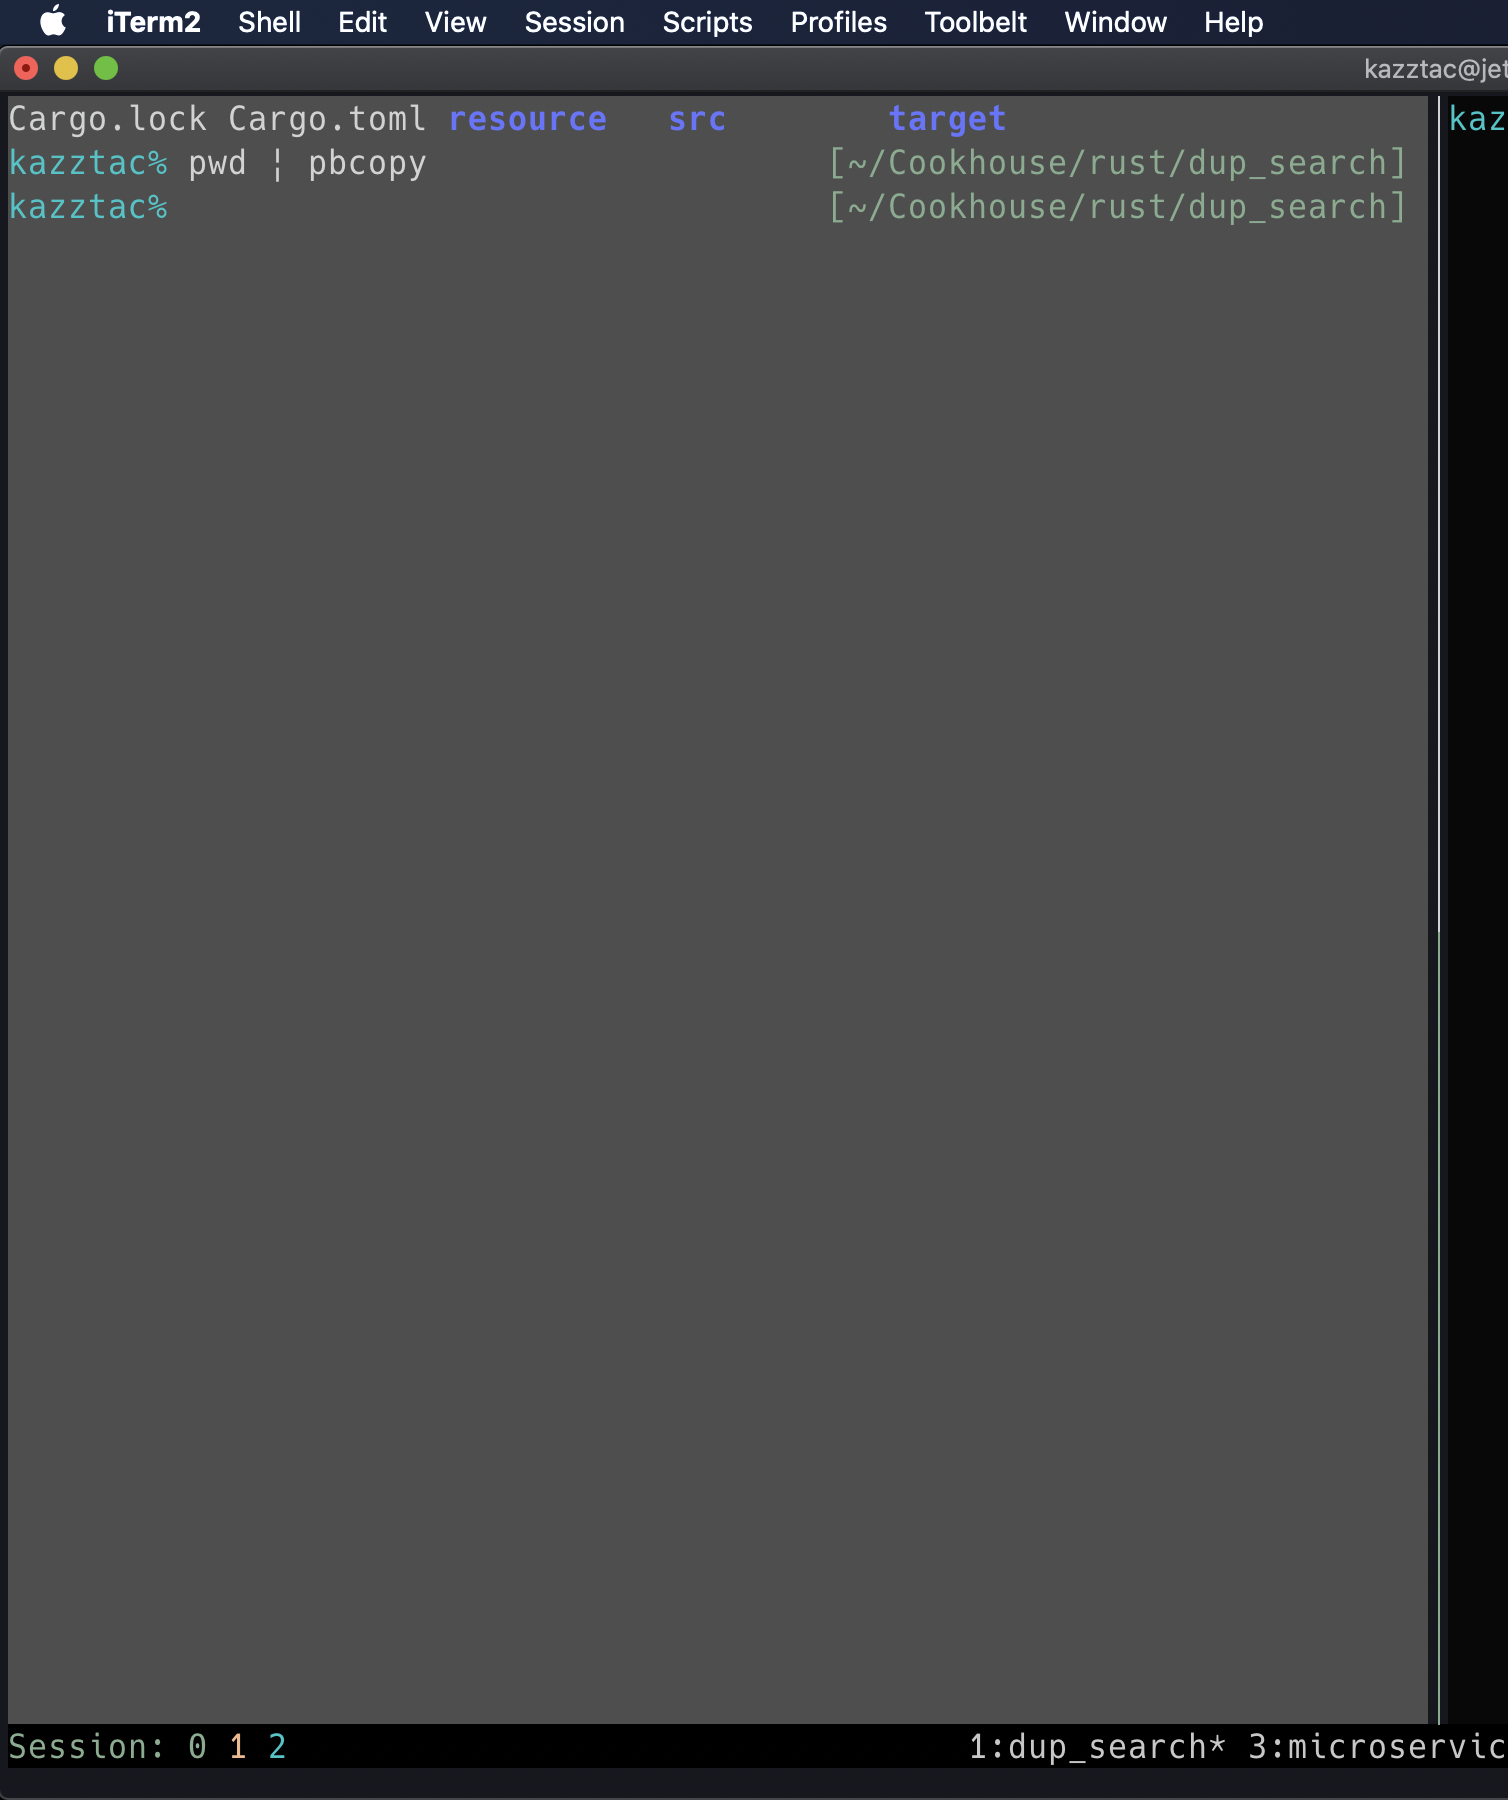 iTerm2 Shell Edit View Session Scripts Profiles Toolbelt Window Help
kazztac@jet
Cargo.lock Cargo.toml resource src target
kazztac% pwd ¦ pbcopy [~/Cookhouse/rust/dup_search]
kazztac% [~/Cookhouse/rust/dup_search]
kaz
Session: 0 1 2 1:dup_search* 3:microservic